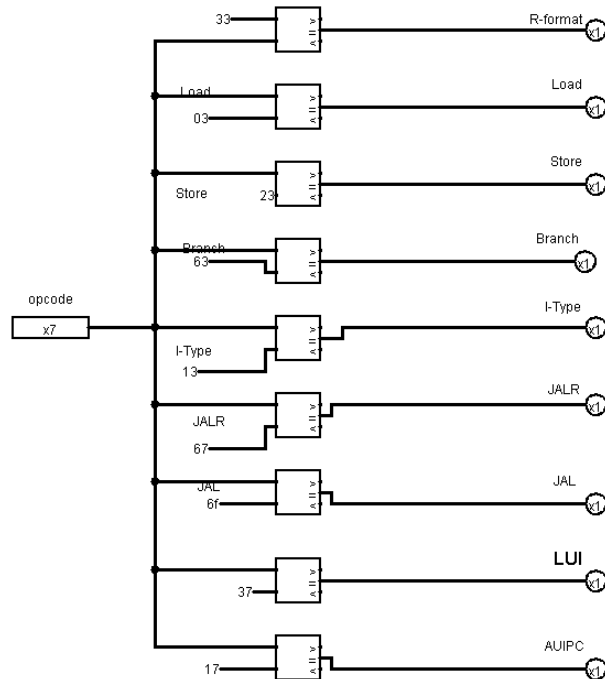 33
R-format
x1
>
=
<
Load
Load
03
x1
>
=
<
Store
Store
23
x1
>
=
<
Branch
Branch
63
x1
>
=
<
opcode
x7
I-Type
I-Type
13
x1
>
=
<
JALR
JALR
67
x1
>
=
<
JAL
JAL
6f
x1
>
=
<
LUI
37
x1
>
=
<
AUIPC
17
x1
>
=
<